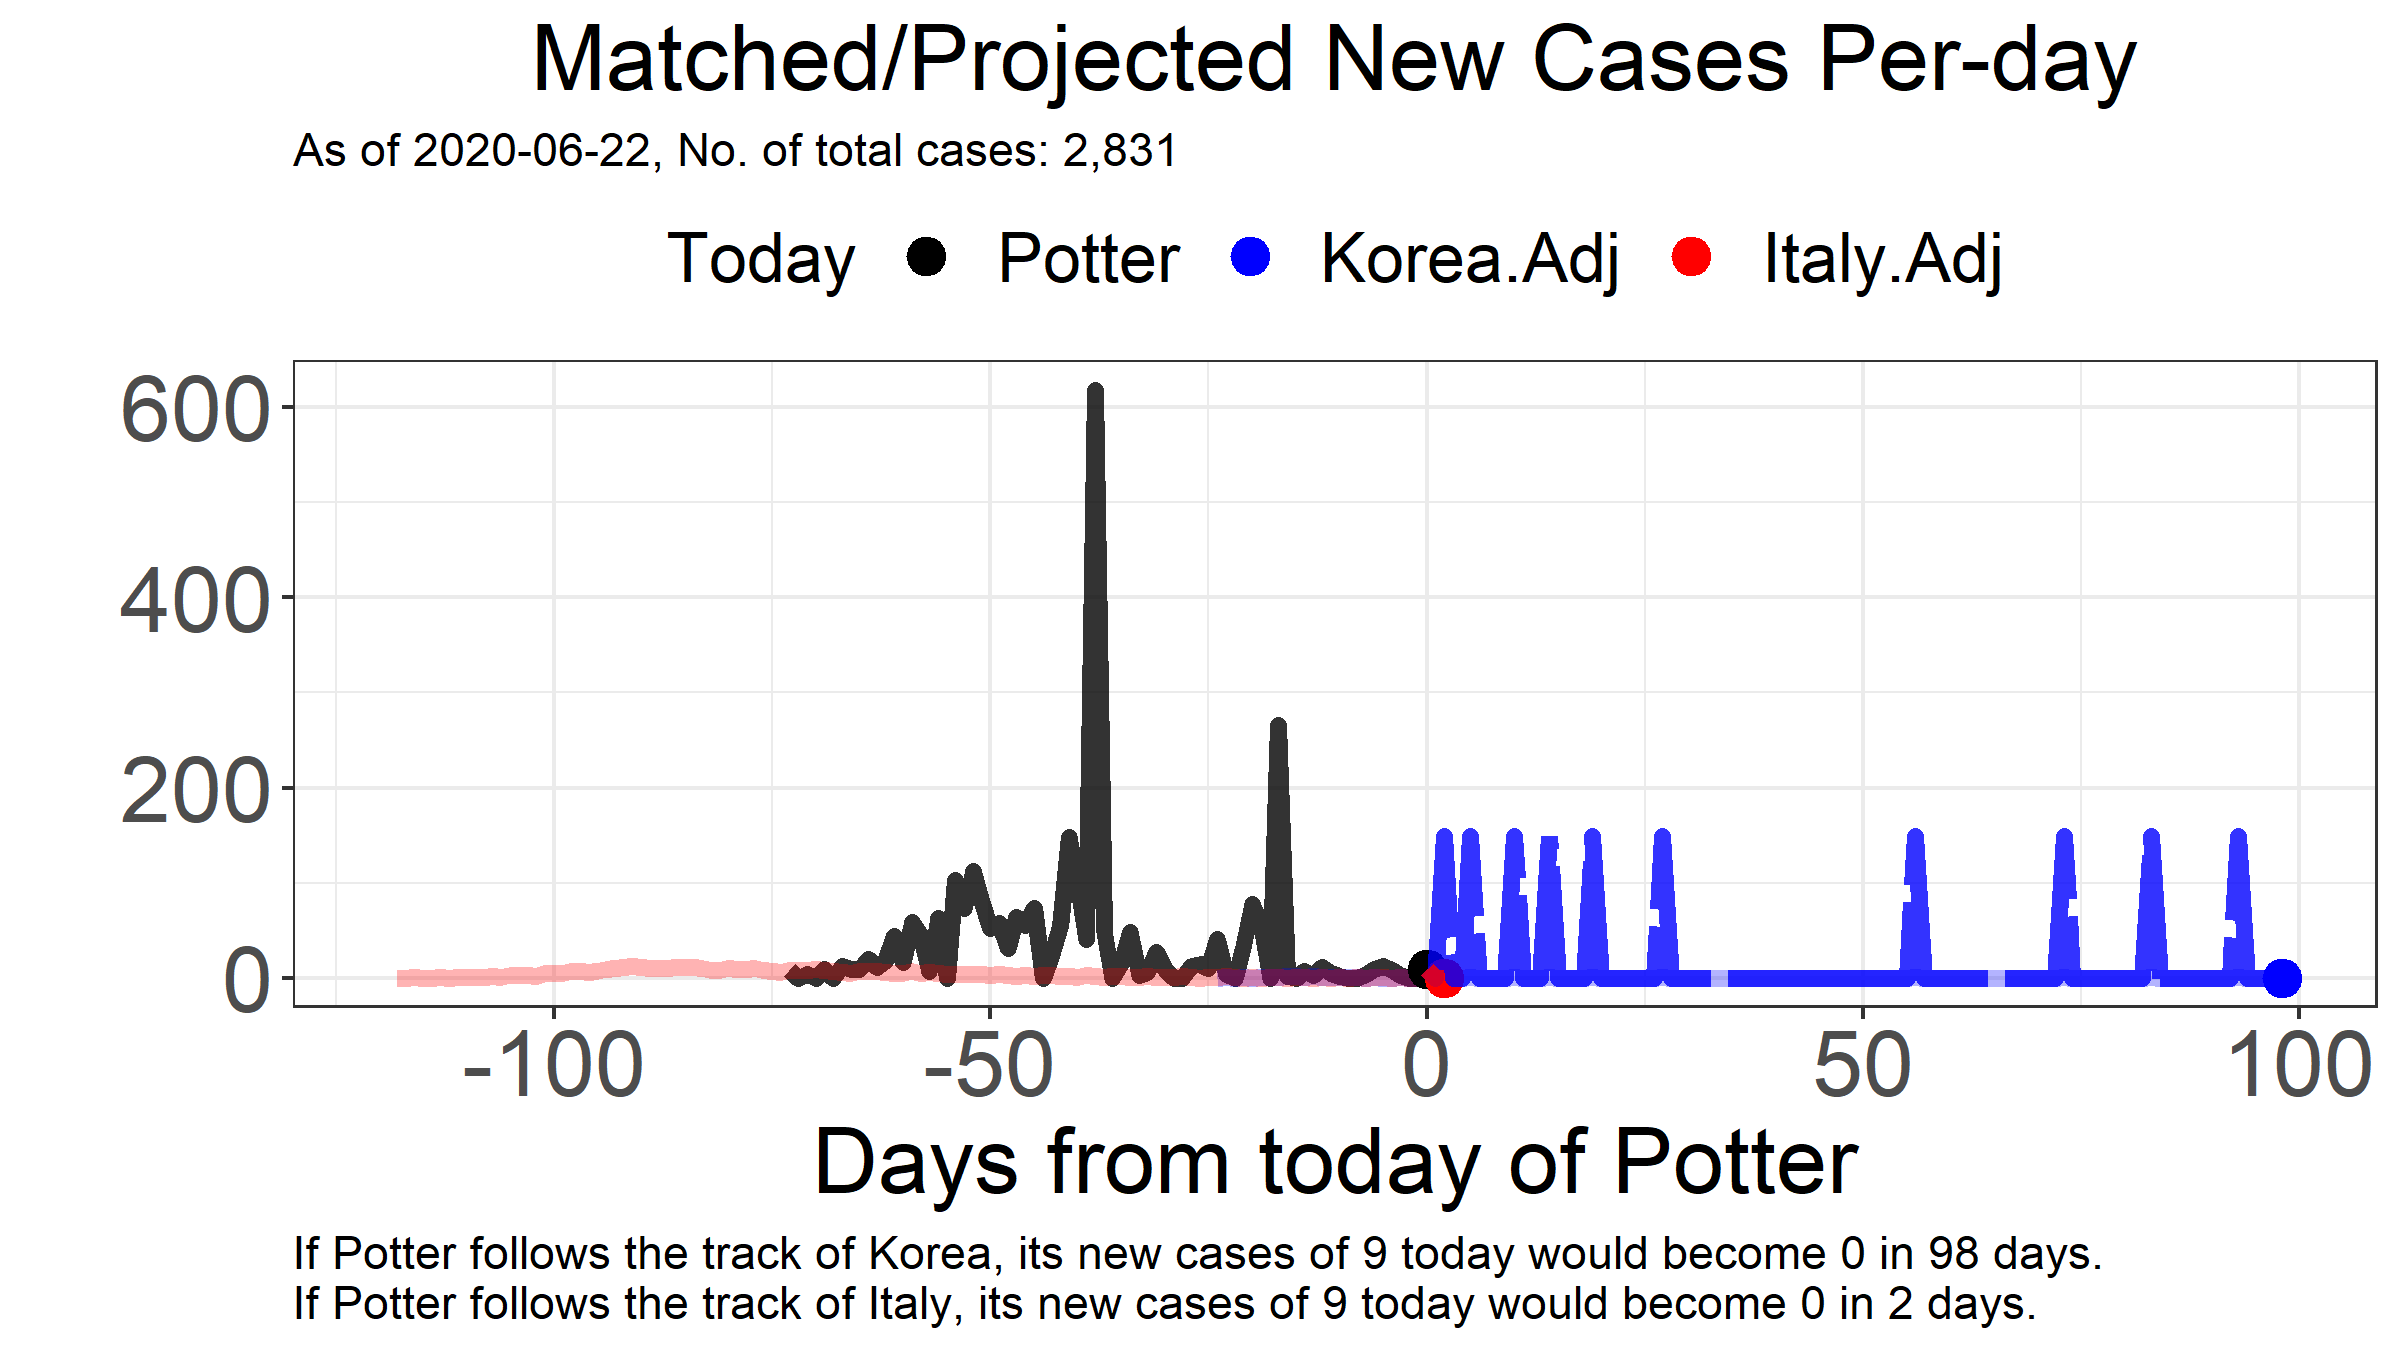 Matched/Projected New Cases Per-day
As of 2020-06-22, No. of total cases: 2,831
Today Potter Korea.Adj Italy.Adj
600
400
200
0
-100 -50 0 50 100
Days from today of Potter
If Potter follows the track of Korea, its new cases of 9 today would become 0 in 98 days.
If Potter follows the track of Italy, its new cases of 9 today would become 0 in 2 days.